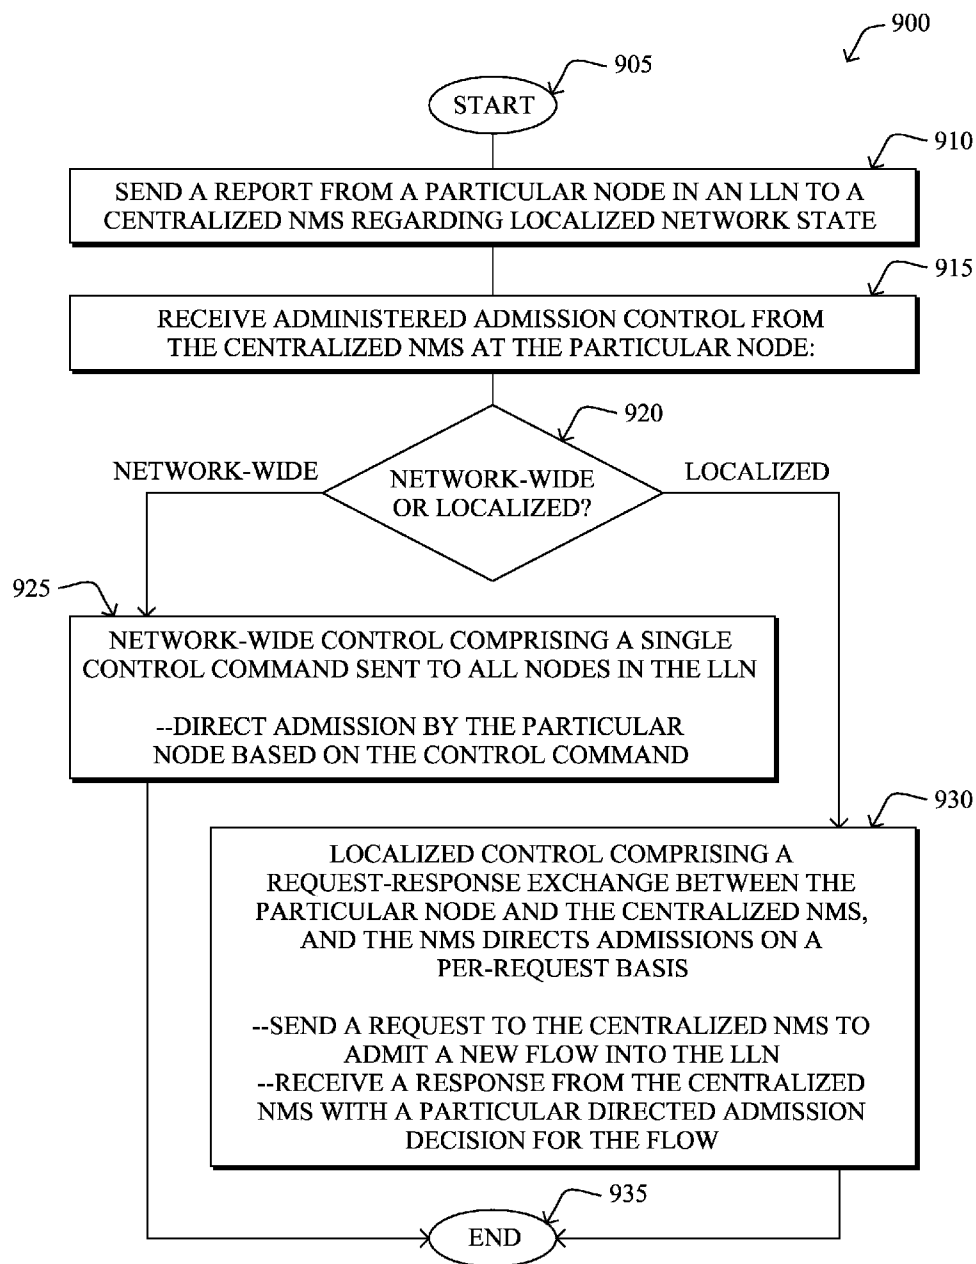 900
905
START
910
SEND A REPORT FROM A PARTICULAR NODE IN AN LLN TO A
CENTRALIZED NMS REGARDING LOCALIZED NETWORK STATE
915
RECEIVE ADMINISTERED ADMISSION CONTROL FROM
THE CENTRALIZED NMS AT THE PARTICULAR NODE:
920
NETWORK-WIDE
NETWORK-WIDE
OR LOCALIZED?
LOCALIZED
925
NETWORK-WIDE CONTROL COMPRISING A SINGLE
CONTROL COMMAND SENT TO ALL NODES IN THE LLN
--DIRECT ADMISSION BY THE PARTICULAR
NODE BASED ON THE CONTROL COMMAND
930
LOCALIZED CONTROL COMPRISING A
REQUEST-RESPONSE EXCHANGE BETWEEN THE
PARTICULAR NODE AND THE CENTRALIZED NMS,
AND THE NMS DIRECTS ADMISSIONS ON A
PER-REQUEST BASIS
--SEND A REQUEST TO THE CENTRALIZED NMS TO
ADMIT A NEW FLOW INTO THE LLN
--RECEIVE A RESPONSE FROM THE CENTRALIZED
NMS WITH A PARTICULAR DIRECTED ADMISSION
DECISION FOR THE FLOW
935
END